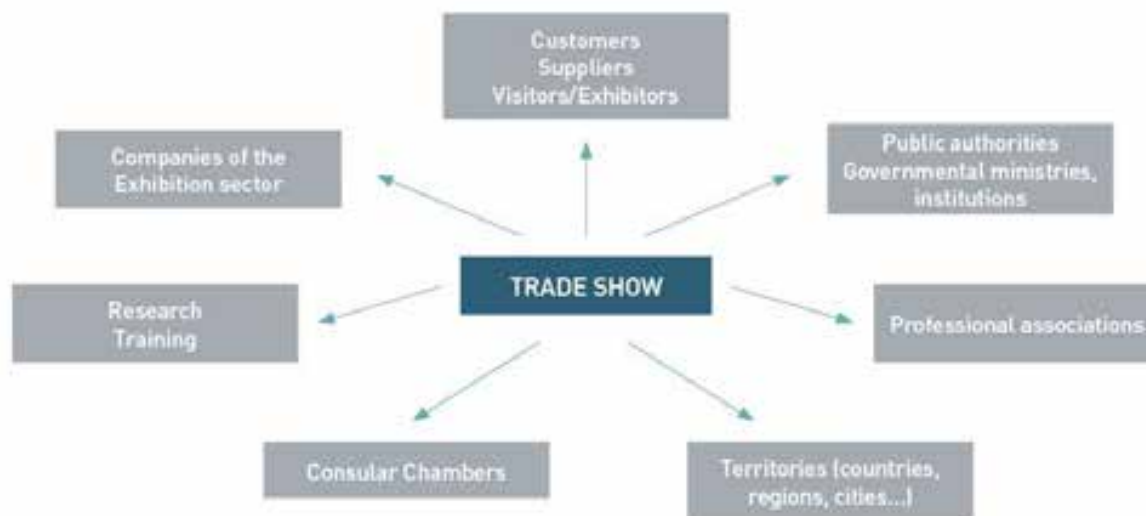 Customers
Suppliers
Visitors/Exhibitors
Companies of the
Exhibition sector
Public authorities
Governmental ministries,
institutions
TRADE SHOW
Research
Training
Professional associations
Consular Chambers
Territories (countries,
regions, cities...)